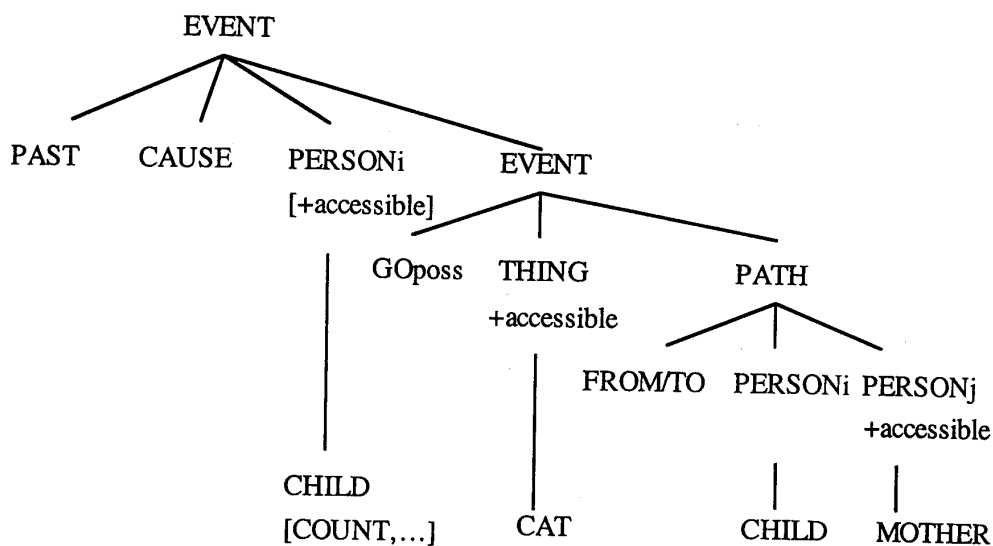 EVENT
PAST CAUSE PERSONi EVENT
[+accessible]
GOposs THING PATH
+accessible
FROM/TO PERSONi PERSONj
+accessible
CHILD
[COUNT,...] CAT CHILD MOTHER